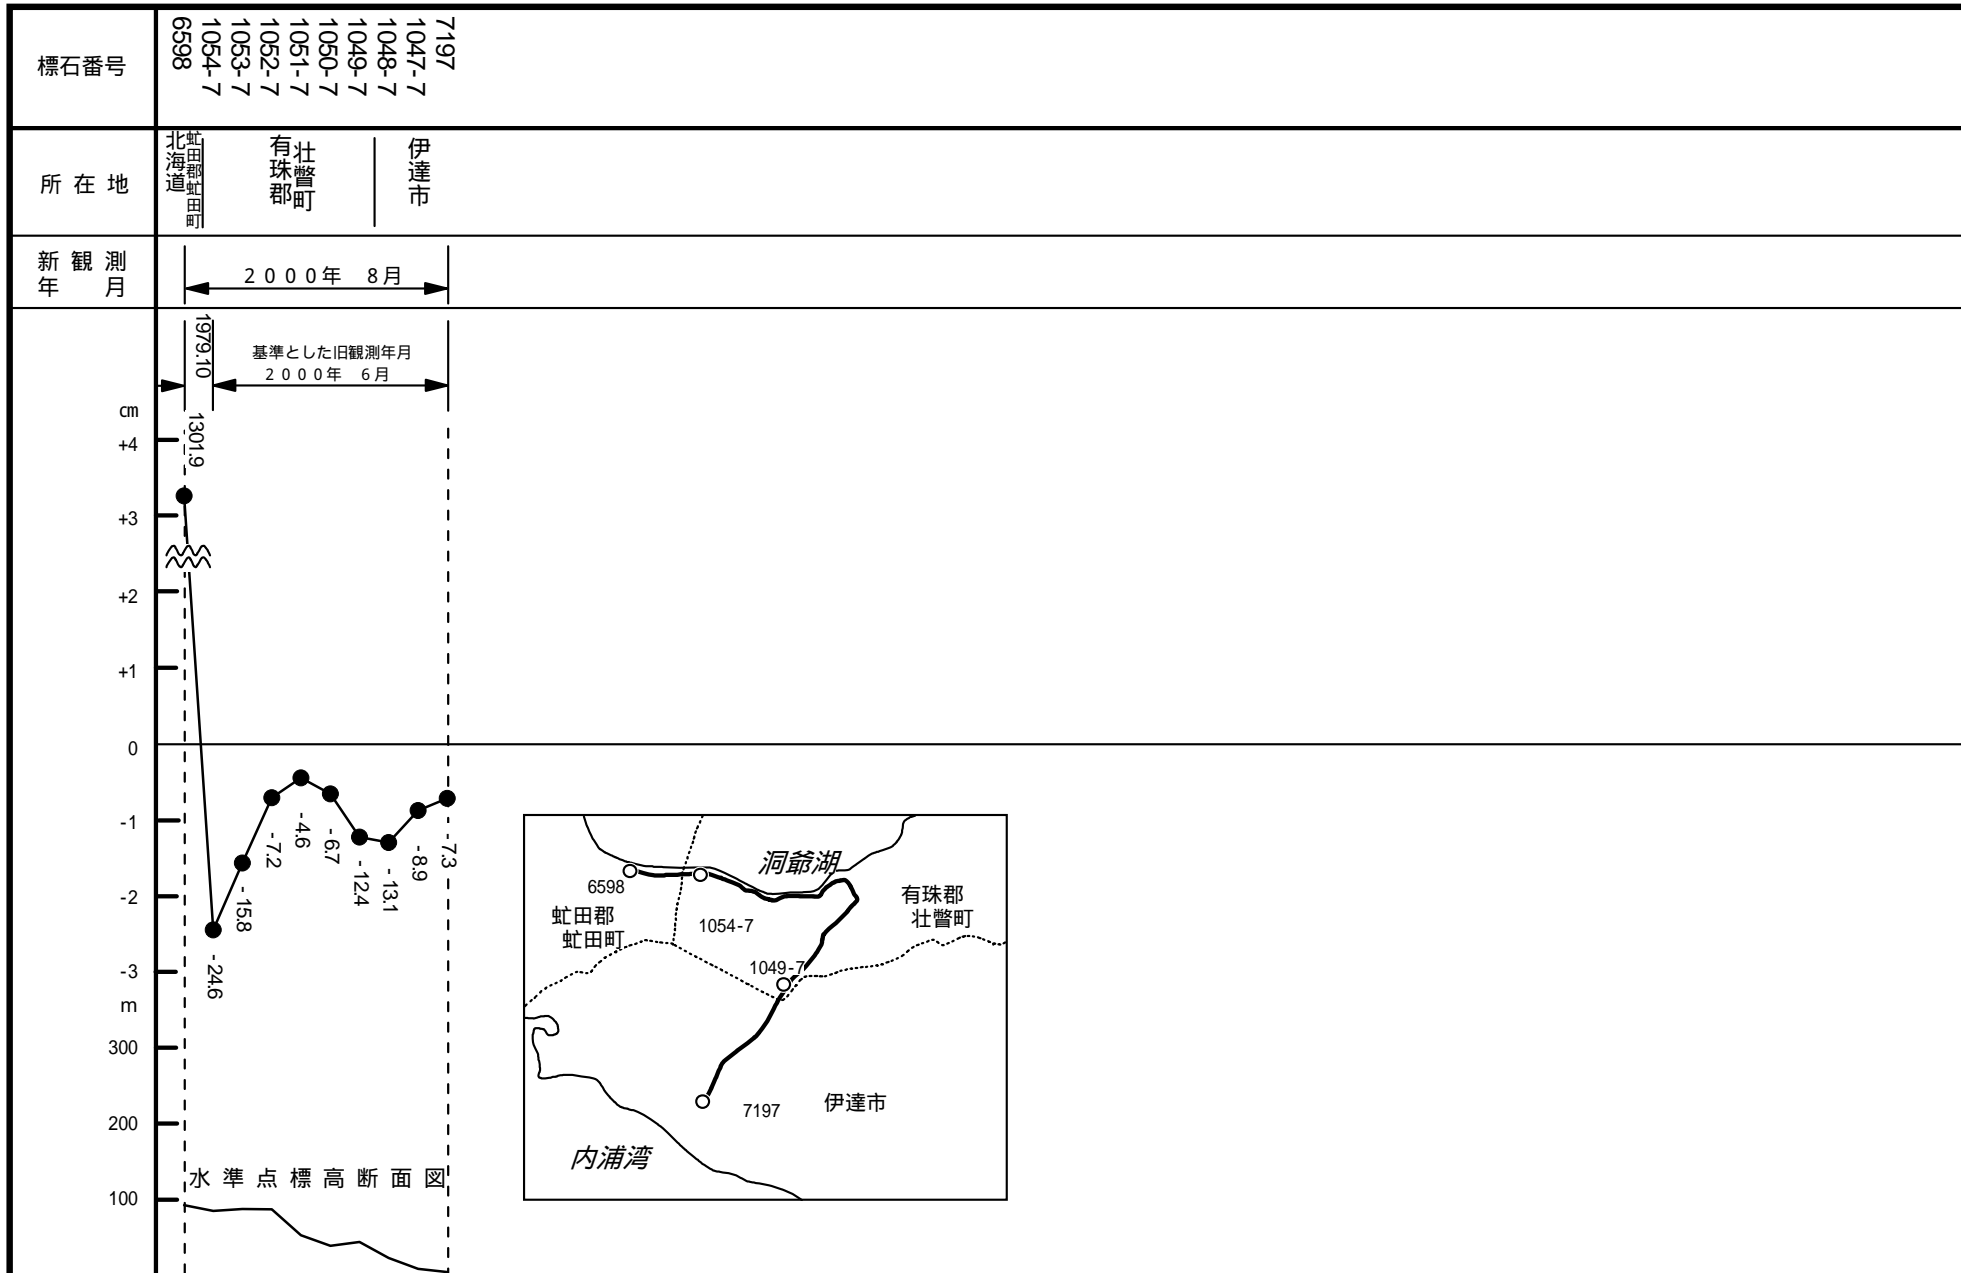 標石番号
6598
1054-7
1053-7
1052-7
1051-7
1050-7
1049-7
1048-7
1047-7
7197
所在地
北海道
虻田郡虻田町
有珠郡
壮瞥町
伊達市
新観測
年 月
2000年 8月
1979.10
基準とした旧観測年月
2000年 6月
cm
+4
+3
+2
+1
0
-1
-2
-3
m
300
200
100
1301.9
-24.6
-15.8
-7.2
-4.6
-6.7
-12.4
-13.1
-8.9
-7.3
水準点標高断面図
洞爺湖
6598
虻田郡
虻田町
1054-7
有珠郡
壮瞥町
1049-7
7197
伊達市
内浦湾